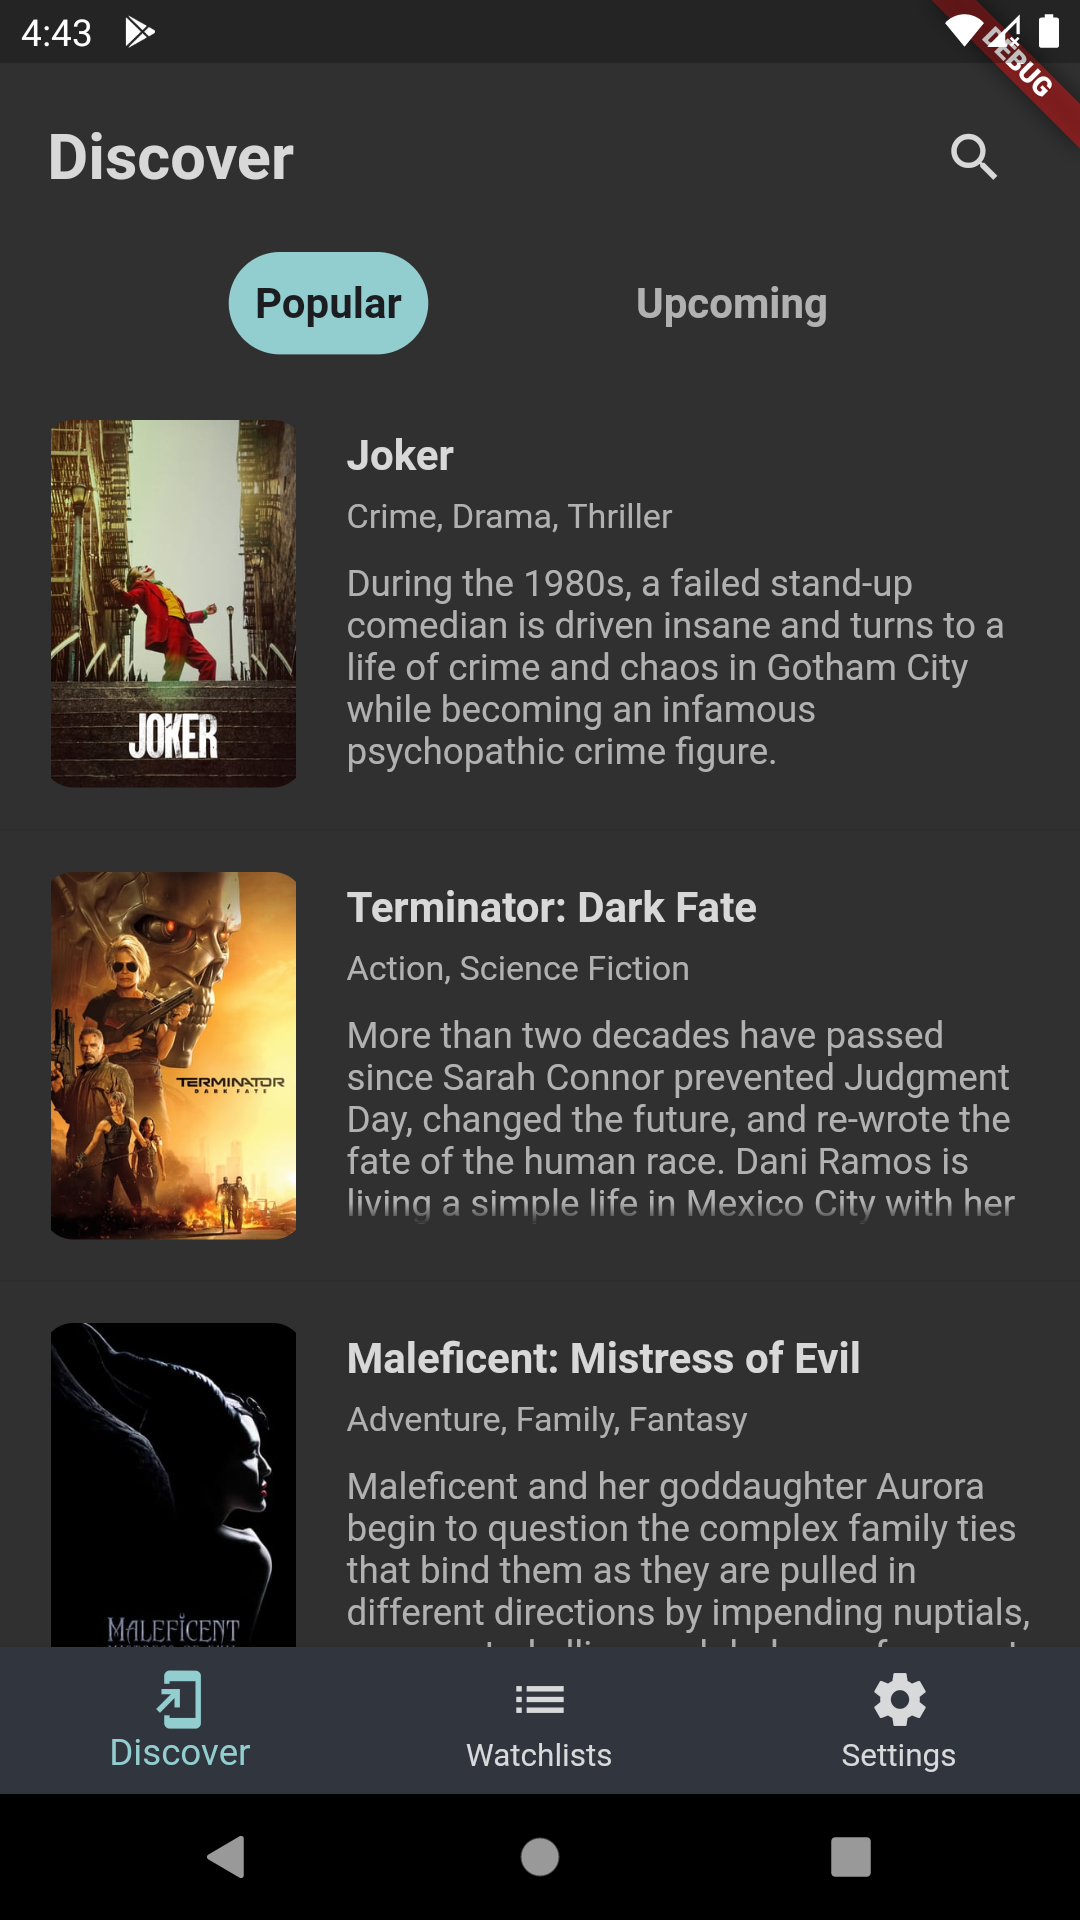 4:43
DEBUG
Discover
Popular
Upcoming
Joker
Crime, Drama, Thriller
During the 1980s, a failed stand-up
comedian is driven insane and turns to a
life of crime and chaos in Gotham City
while becoming an infamous
psychopathic crime figure.
JOKER
Terminator: Dark Fate
Action, Science Fiction
More than two decades have passed
since Sarah Connor prevented Judgment
Day, changed the future, and re-wrote the
fate of the human race. Dani Ramos is
living a simple life in Mexico City with her
TERMINATOR
DARK FATE
Maleficent: Mistress of Evil
Adventure, Family, Fantasy
Maleficent and her goddaughter Aurora
begin to question the complex family ties
that bind them as they are pulled in
different directions by impending nuptials,
MALEFICENT
Discover
Watchlists
Settings